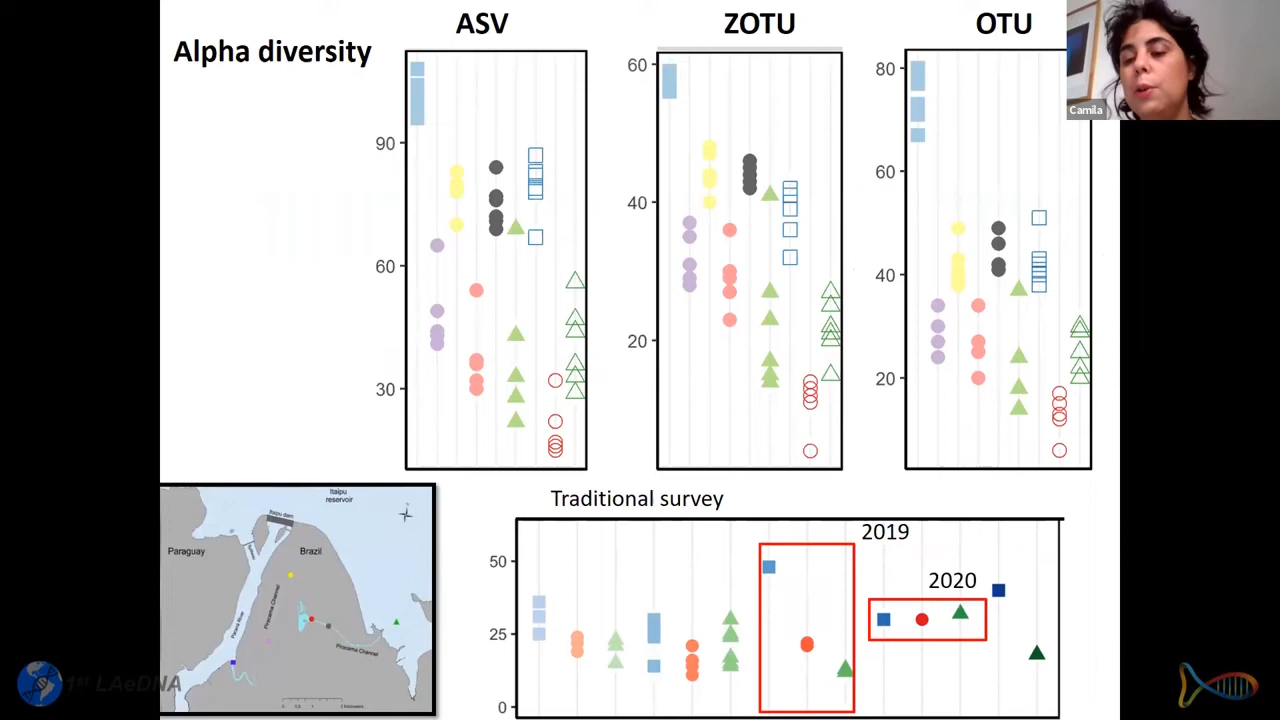 ASV
ZOTU
OTU
Alpha diversity
90
60
30
60
40
20
80
60
40
20
Camila
Traditional survey
2019
2020
50
25
0
Itaipu
reservoir
Itaipu dam
Paraguay
Brazil
Paraná River
Piracema Channel
Piracema Channel
1st LAeDNA